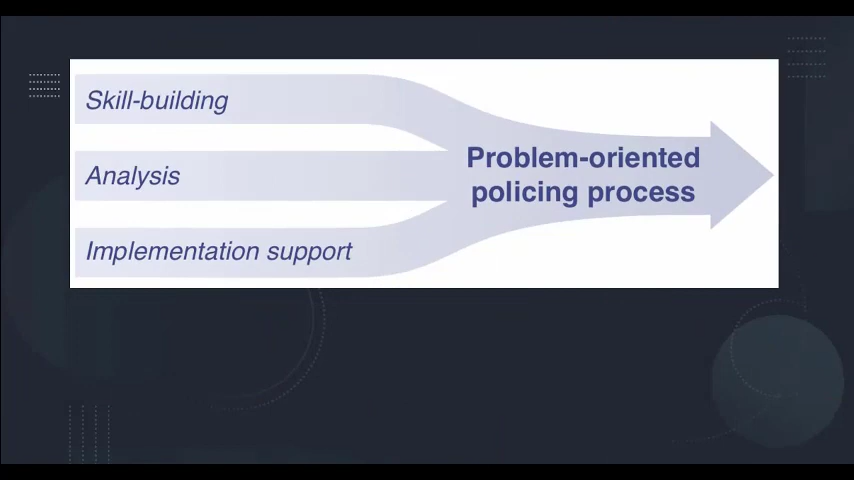 Skill-building
Analysis
Implementation support
Problem-oriented
policing process